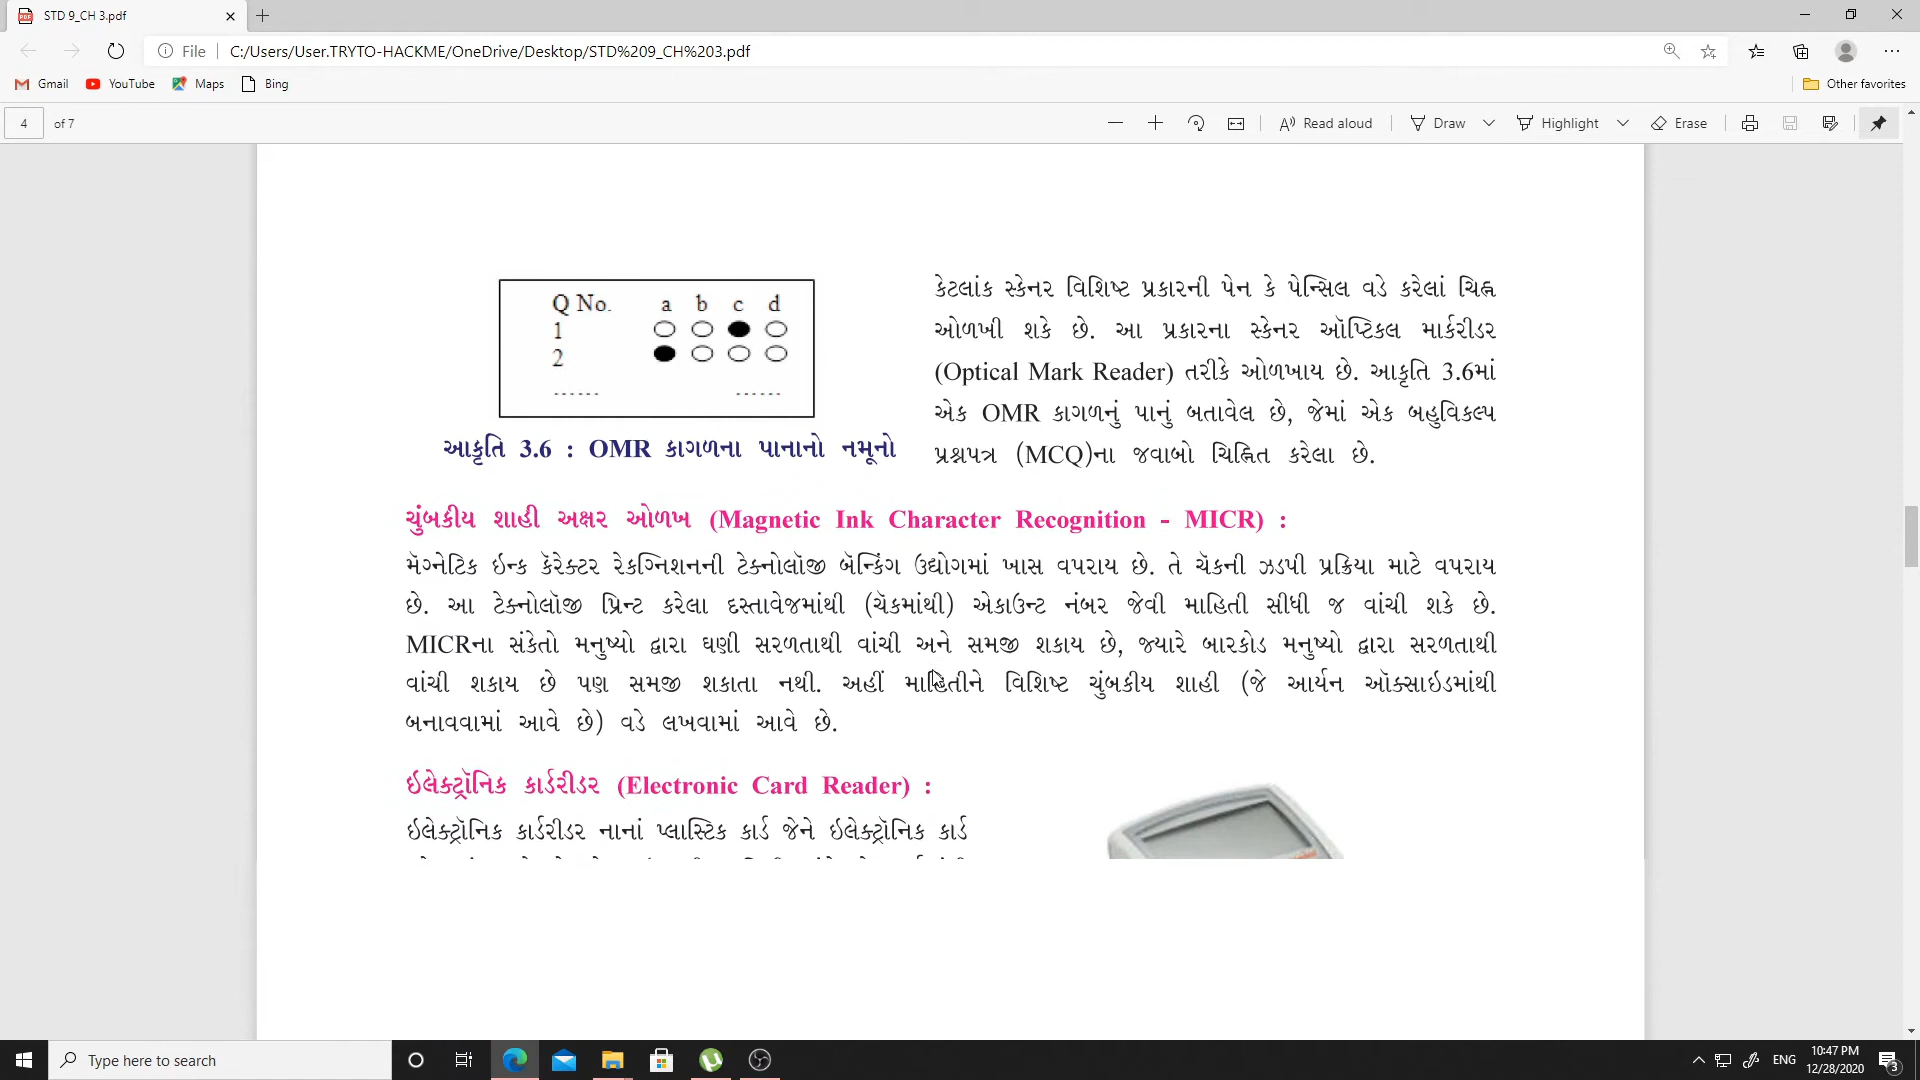 STD 9_CH 3.pdf
File
C:/Users/User.TRYTO-HACKME/OneDrive/Desktop/STD%209_CH%203.pdf
Gmail YouTube Maps Bing Other favorites
4 of 7 Read aloud Draw Highlight Erase
Q No. a b c d
1
2
...... ......
આકૃતિ 3.6 : OMR કાગળના પાનાનો નમૂનો
કેટલાંક સ્કેનર વિશિષ્ટ પ્રકારની પેન કે પેન્સિલ વડે કરેલાં ચિહ્ન
ઓળખી શકે છે. આ પ્રકારના સ્કેનર ઑપ્ટિકલ માર્કરીડર
(Optical Mark Reader) તરીકે ઓળખાય છે. આકૃતિ 3.6માં
એક OMR કાગળનું પાનું બતાવેલ છે, જેમાં એક બહુવિકલ્પ
પ્રશ્નપત્ર (MCQ)ના જવાબો ચિહ્નિત કરેલા છે.
ચુંબકીય શાહી અક્ષર ઓળખ (Magnetic Ink Character Recognition - MICR) :
મૅગ્નેટિક ઇન્ક કૅરેક્ટર રેકગ્નિશનની ટેક્નોલૉજી બૅન્કિંગ ઉદ્યોગમાં ખાસ વપરાય છે. તે ચૅકની ઝડપી પ્રક્રિયા માટે વપરાય
છે. આ ટેક્નોલૉજી પ્રિન્ટ કરેલા દસ્તાવેજમાંથી (ચૅકમાંથી) એકાઉન્ટ નંબર જેવી માહિતી સીધી જ વાંચી શકે છે.
MICRના સંકેતો મનુષ્યો દ્વારા ઘણી સરળતાથી વાંચી અને સમજી શકાય છે, જ્યારે બારકોડ મનુષ્યો દ્વારા સરળતાથી
વાંચી શકાય છે પણ સમજી શકાતા નથી. અહીં માહિતીને વિશિષ્ટ ચુંબકીય શાહી (જે આર્યન ઑક્સાઇડમાંથી
બનાવવામાં આવે છે) વડે લખવામાં આવે છે.
ઇલેક્ટ્રૉનિક કાર્ડરીડર (Electronic Card Reader) :
ઇલેક્ટ્રૉનિક કાર્ડરીડર નાનાં પ્લાસ્ટિક કાર્ડ જેને ઇલેક્ટ્રૉનિક કાર્ડ
Type here to search
ENG
10:47 PM
12/28/2020
3